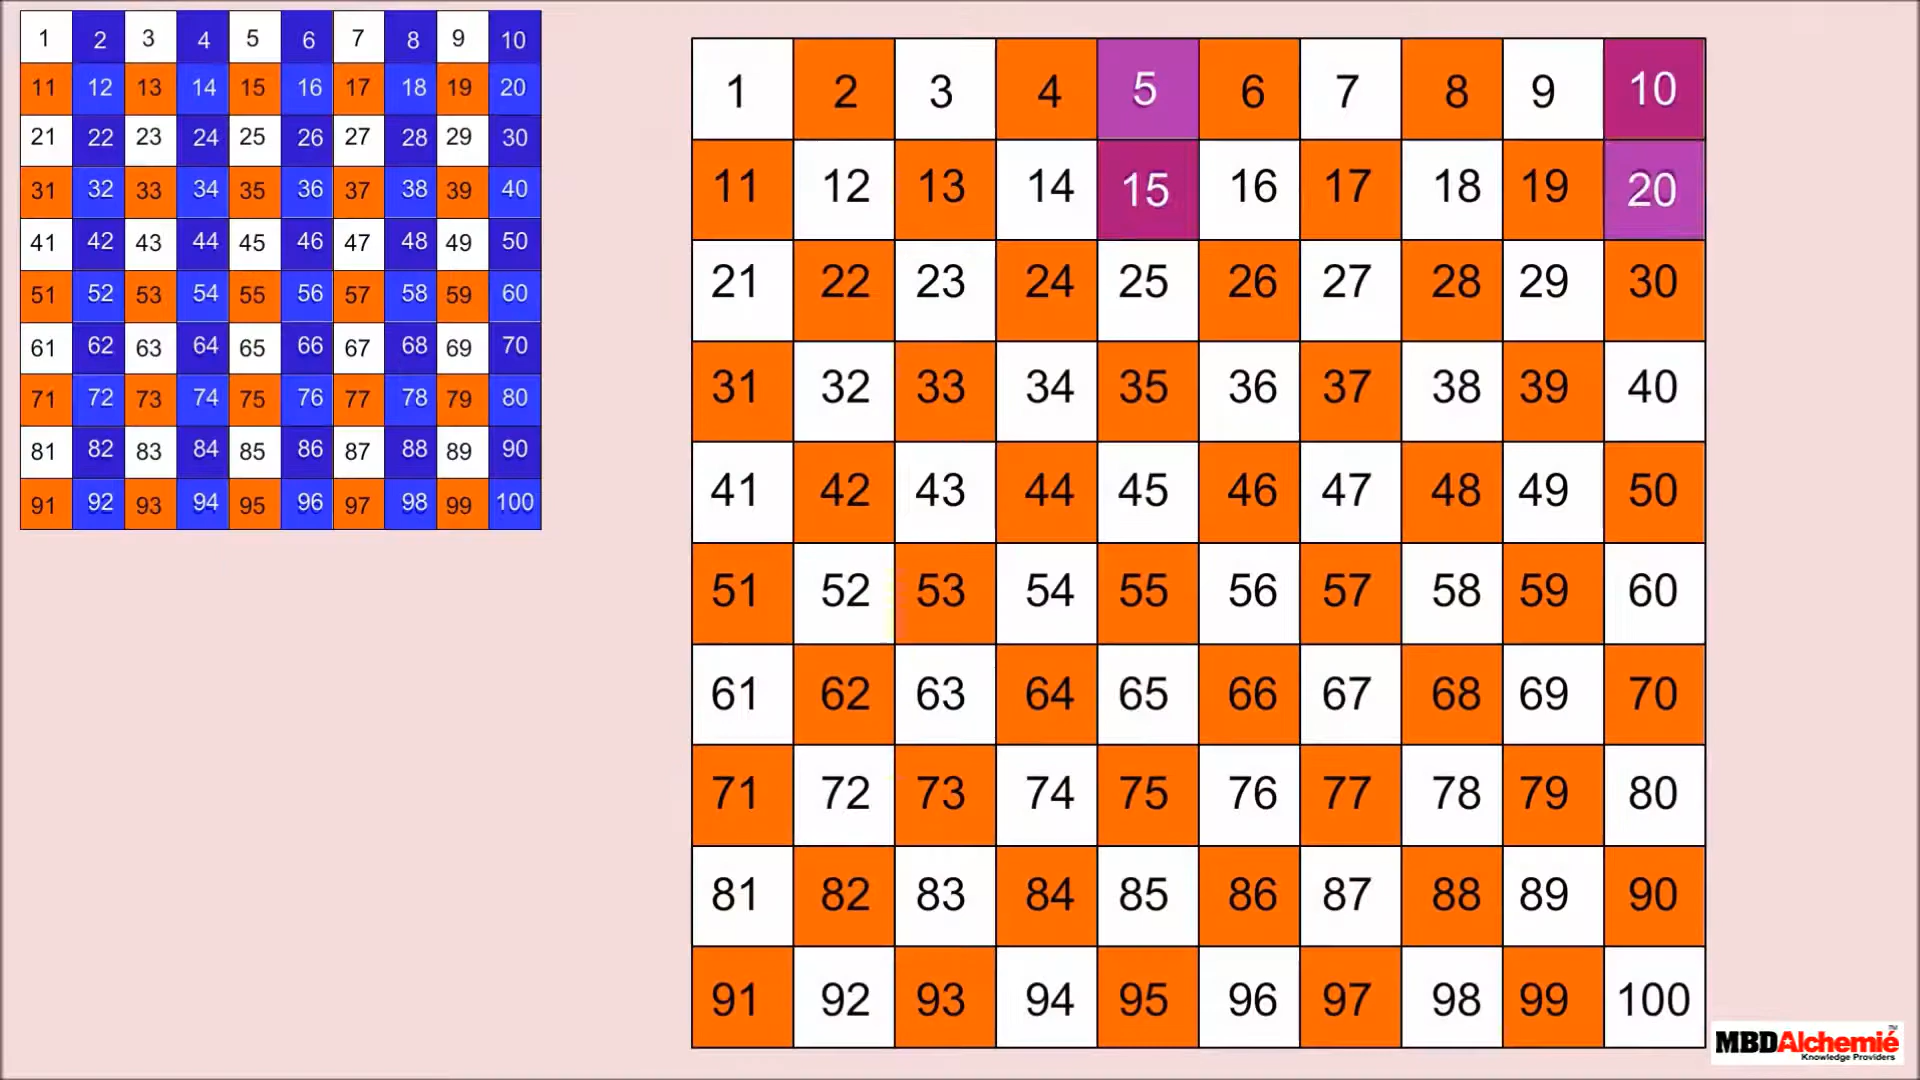 1 2 3 4 5 6 7 8 9 10
11 12 13 14 15 16 17 18 19 20
21 22 23 24 25 26 27 28 29 30
31 32 33 34 35 36 37 38 39 40
41 42 43 44 45 46 47 48 49 50
51 52 53 54 55 56 57 58 59 60
61 62 63 64 65 66 67 68 69 70
71 72 73 74 75 76 77 78 79 80
81 82 83 84 85 86 87 88 89 90
91 92 93 94 95 96 97 98 99 100
1 2 3 4 5 6 7 8 9 10
11 12 13 14 15 16 17 18 19 20
21 22 23 24 25 26 27 28 29 30
31 32 33 34 35 36 37 38 39 40
41 42 43 44 45 46 47 48 49 50
51 52 53 54 55 56 57 58 59 60
61 62 63 64 65 66 67 68 69 70
71 72 73 74 75 76 77 78 79 80
81 82 83 84 85 86 87 88 89 90
91 92 93 94 95 96 97 98 99 100
MBDAlchemié™
Knowledge Providers